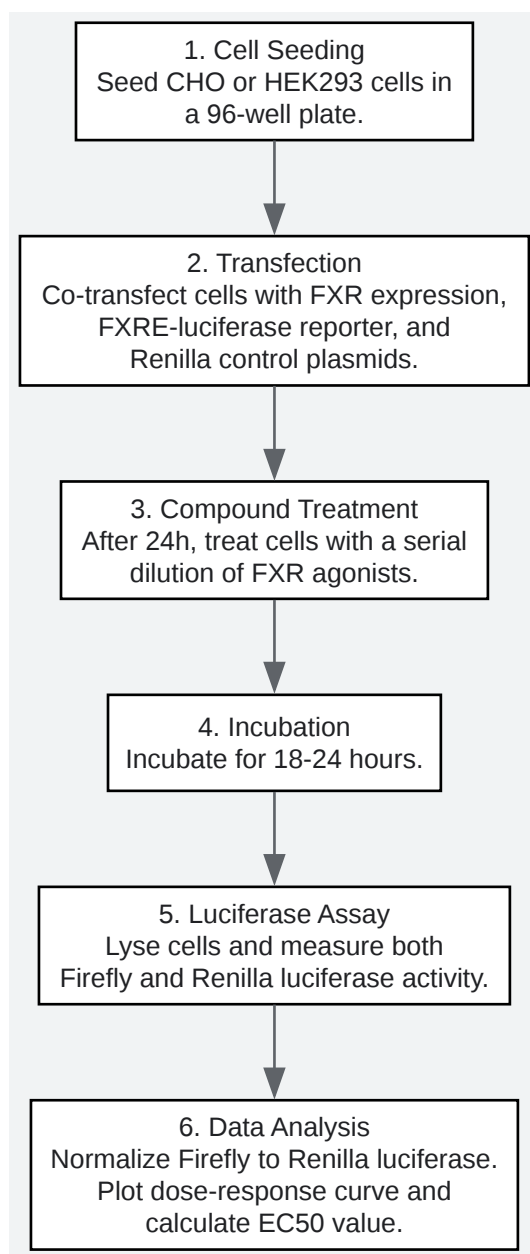 1. Cell Seeding
Seed CHO or HEK293 cells in
a 96-well plate.
2. Transfection
Co-transfect cells with FXR expression,
FXRE-luciferase reporter, and
Renilla control plasmids.
3. Compound Treatment
After 24h, treat cells with a serial
dilution of FXR agonists.
4. Incubation
Incubate for 18-24 hours.
5. Luciferase Assay
Lyse cells and measure both
Firefly and Renilla luciferase activity.
6. Data Analysis
Normalize Firefly to Renilla luciferase.
Plot dose-response curve and
calculate EC50 value.